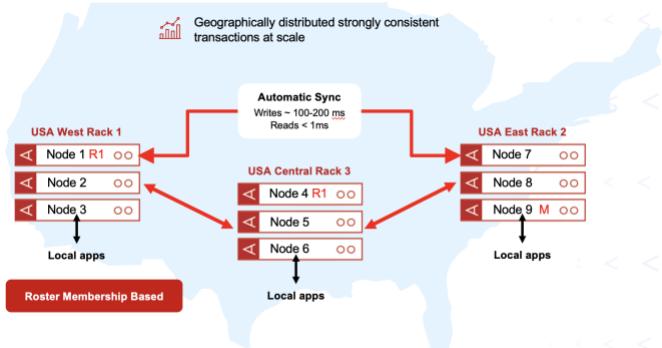 Geographically distributed strongly consistent
transactions at scale
Automatic Sync
Writes ~ 100-200 ms
Reads < 1ms
USA West Rack 1
Node 1 R1
Node 2
Node 3
Local apps
USA Central Rack 3
Node 4 R1
Node 5
Node 6
Local apps
USA East Rack 2
Node 7
Node 8
Node 9 M
Local apps
Roster Membership Based